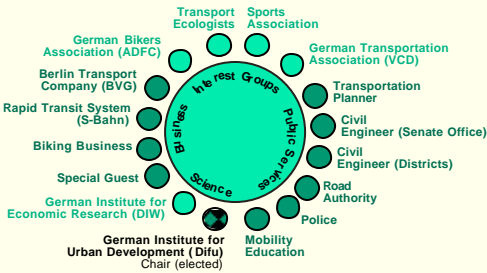 Transport
Ecologists
Sports
Association
German Bikers
Association (ADFC)
German Transportation
Association (VCD)
Berlin Transport
Company (BVG)
Transportation
Planner
Rapid Transit System
(S-Bahn)
Civil
Engineer (Senate Office)
Biking Business
Civil
Engineer (Districts)
Special Guest
Road
Authority
German Institute for
Economic Research (DIW)
Police
German Institute for
Urban Development (Difu)
Chair (elected)
Mobility
Education
Interest Groups
Public Services
Science
Business